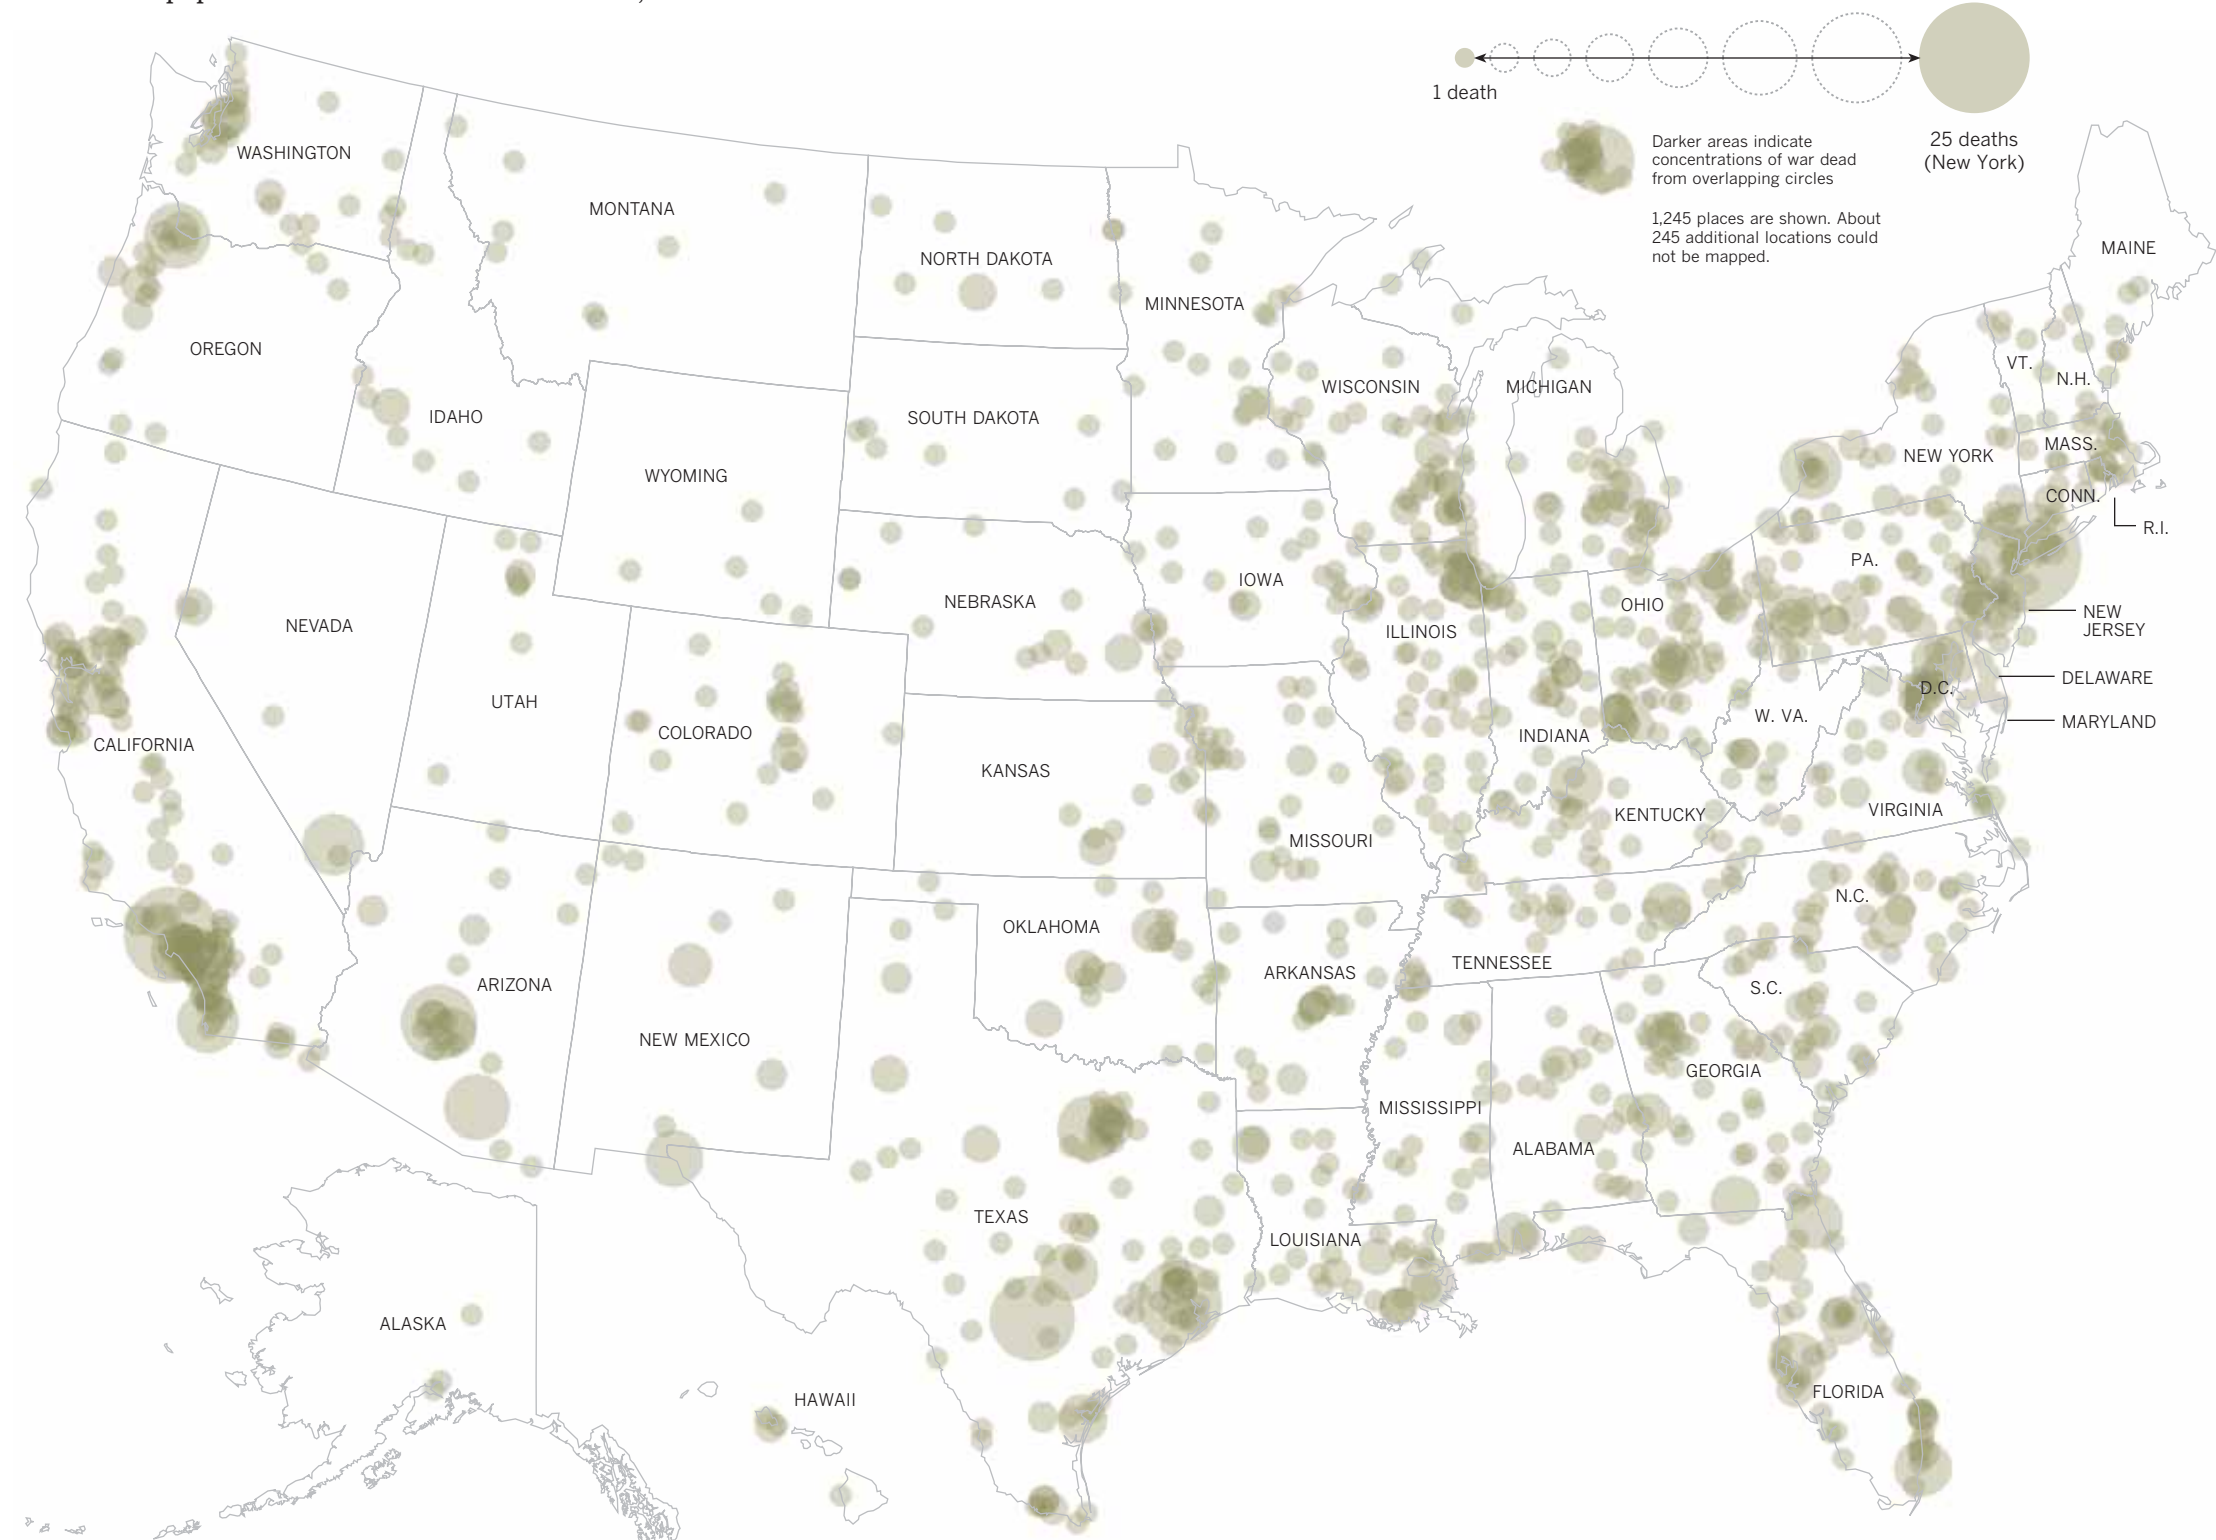 1 death
25 deaths
(New York)
Darker areas indicate
concentrations of war dead
from overlapping circles
1,245 places are shown. About
245 additional locations could
not be mapped.
WASHINGTON
MONTANA
NORTH DAKOTA
MINNESOTA
MAINE
OREGON
IDAHO
WYOMING
SOUTH DAKOTA
WISCONSIN
MICHIGAN
VT.
N.H.
NEW YORK
MASS.
CONN.
R.I.
NEVADA
UTAH
COLORADO
NEBRASKA
IOWA
ILLINOIS
OHIO
PA.
NEW
JERSEY
DELAWARE
MARYLAND
D.C.
CALIFORNIA
KANSAS
MISSOURI
INDIANA
W. VA.
KENTUCKY
VIRGINIA
ARIZONA
NEW MEXICO
OKLAHOMA
ARKANSAS
TENNESSEE
N.C.
S.C.
TEXAS
LOUISIANA
MISSISSIPPI
ALABAMA
GEORGIA
FLORIDA
ALASKA
HAWAII